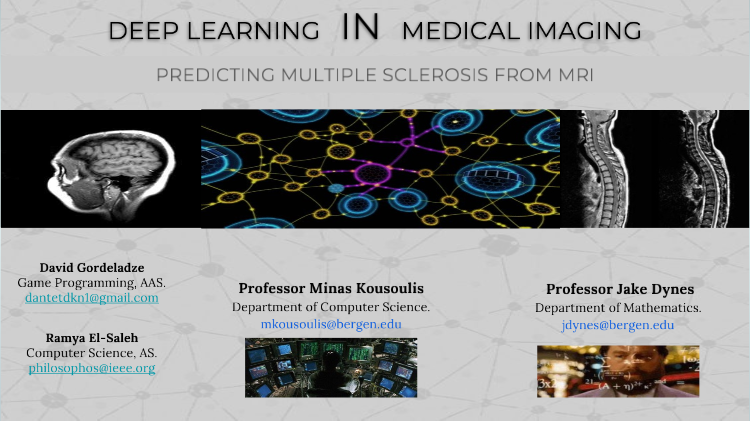 DEEP LEARNING IN MEDICAL IMAGING
PREDICTING MULTIPLE SCLEROSIS FROM MRI
David Gordeladze
Game Programming, AAS.
dantetdkn1@gmail.com
Ramya El-Saleh
Computer Science, AS.
philosophos@ieee.org
Professor Minas Kousoulis
Department of Computer Science.
mkousoulis@bergen.edu
Professor Jake Dynes
Department of Mathematics.
jdynes@bergen.edu